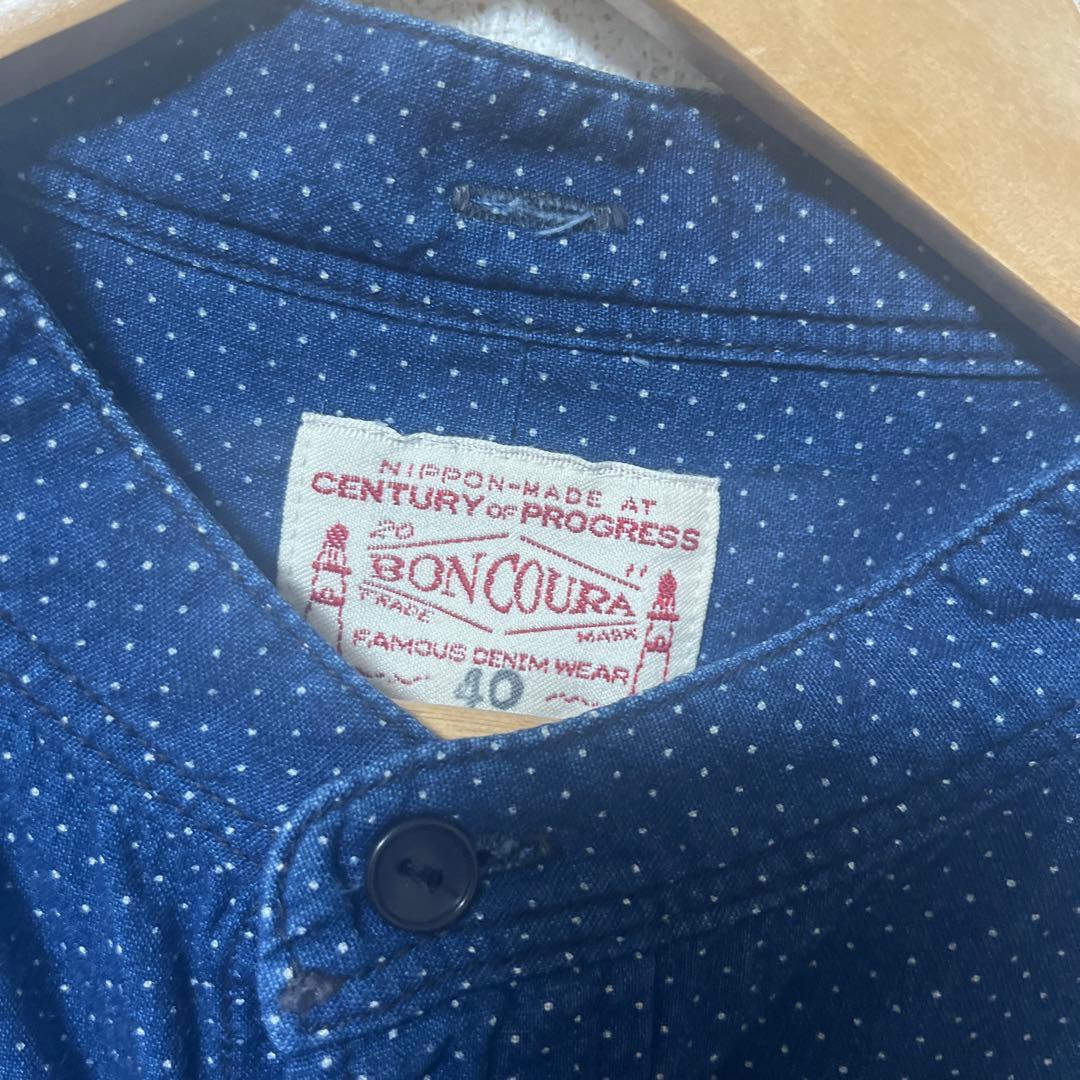 NIPPON-MADE AT
CENTURY OF PROGRESS
20 11
BONCOURA
TRADE MARK
FAMOUS DENIM WEAR
40